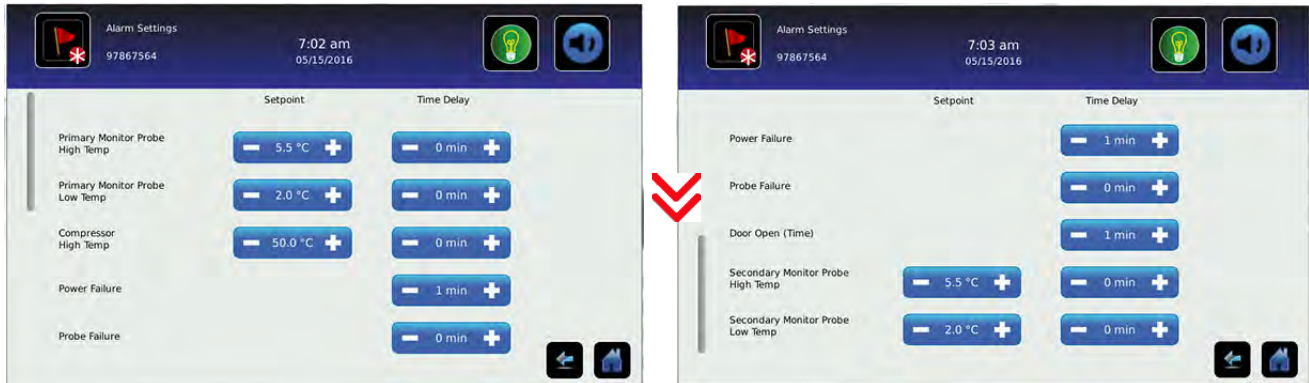 Alarm Settings
97867564
7:02 am
05/15/2016
Setpoint Time Delay
Primary Monitor Probe
High Temp
5.5 °C 0 min
Primary Monitor Probe
Low Temp
2.0 °C 0 min
Compressor
High Temp
50.0 °C 0 min
Power Failure 1 min
Probe Failure 0 min
Alarm Settings
97867564
7:03 am
05/15/2016
Setpoint Time Delay
Power Failure 1 min
Probe Failure 0 min
Door Open (Time) 1 min
Secondary Monitor Probe
High Temp
5.5 °C 0 min
Secondary Monitor Probe
Low Temp
2.0 °C 0 min